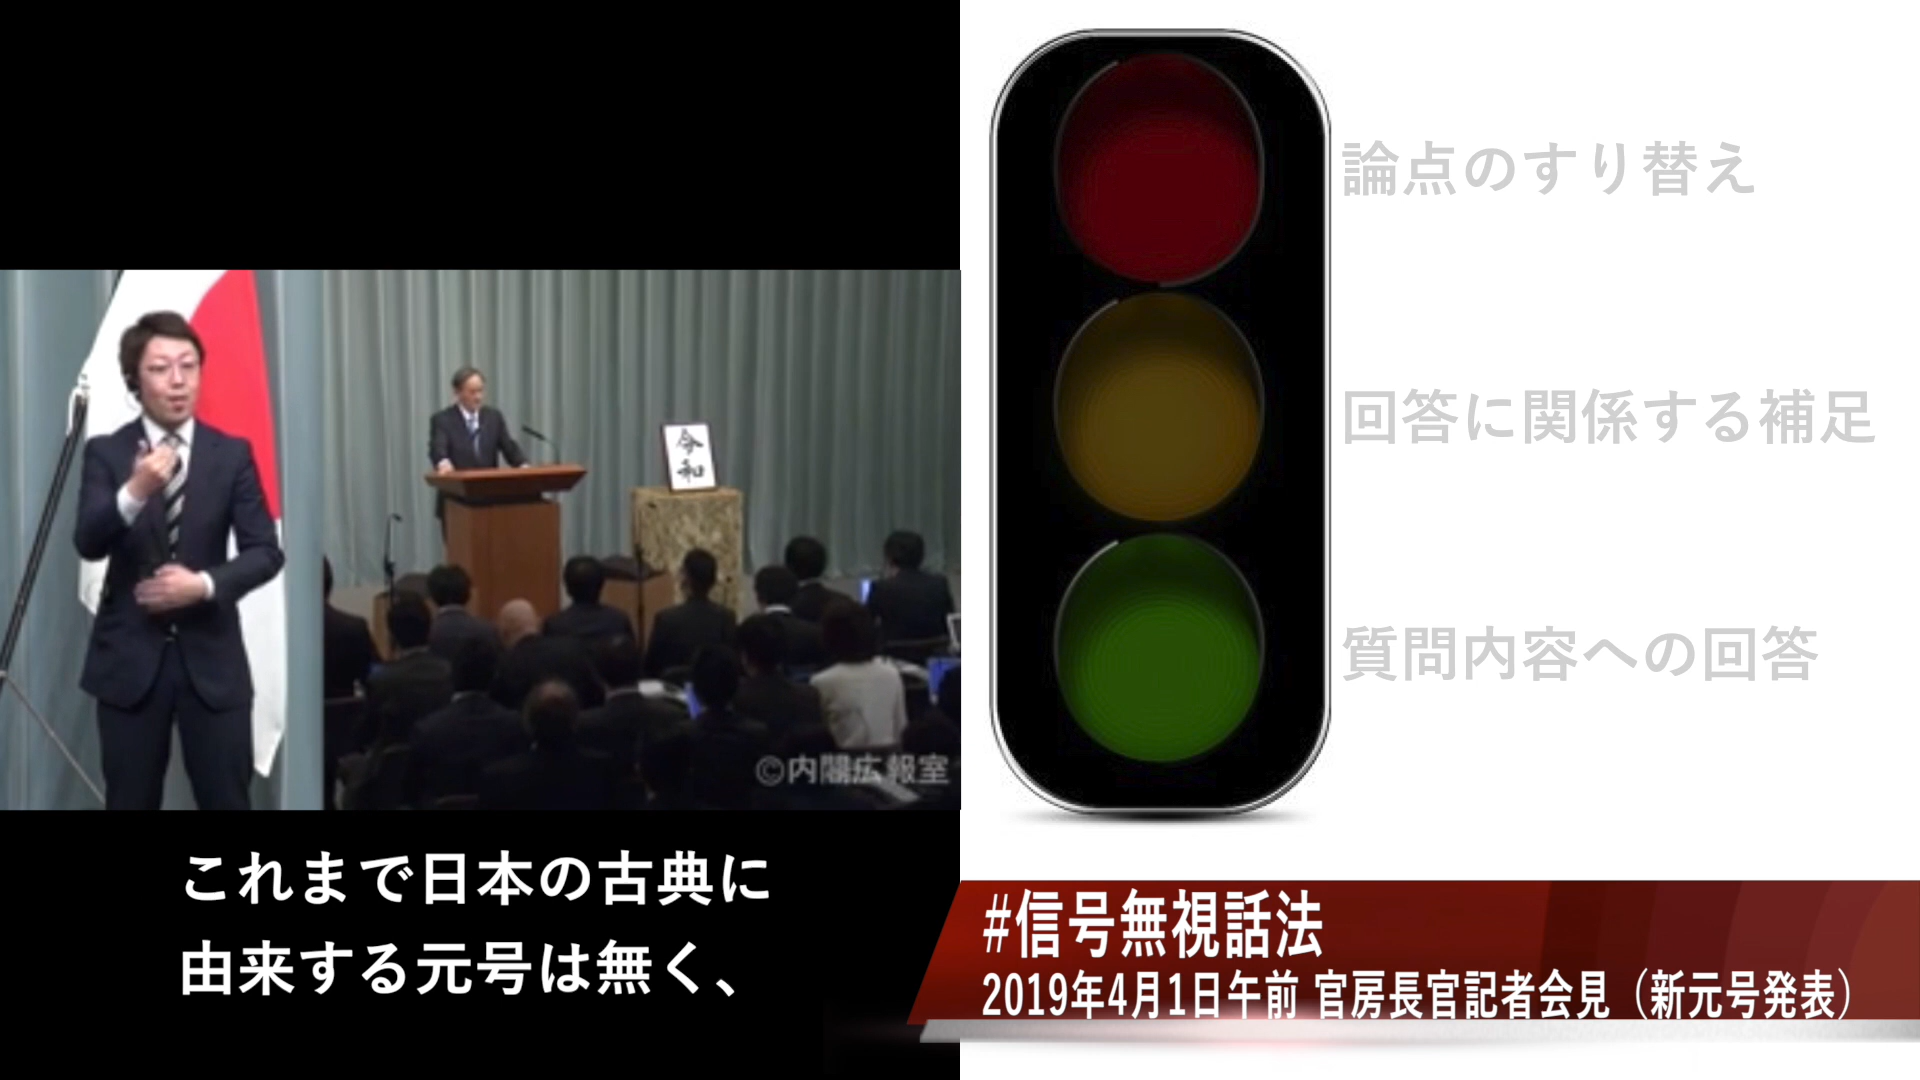 令和
©内閣広報室
これまで日本の古典に
由来する元号は無く、
論点のすり替え
回答に関係する補足
質問内容への回答
#信号無視話法
2019年4月1日午前 官房長官記者会見（新元号発表）